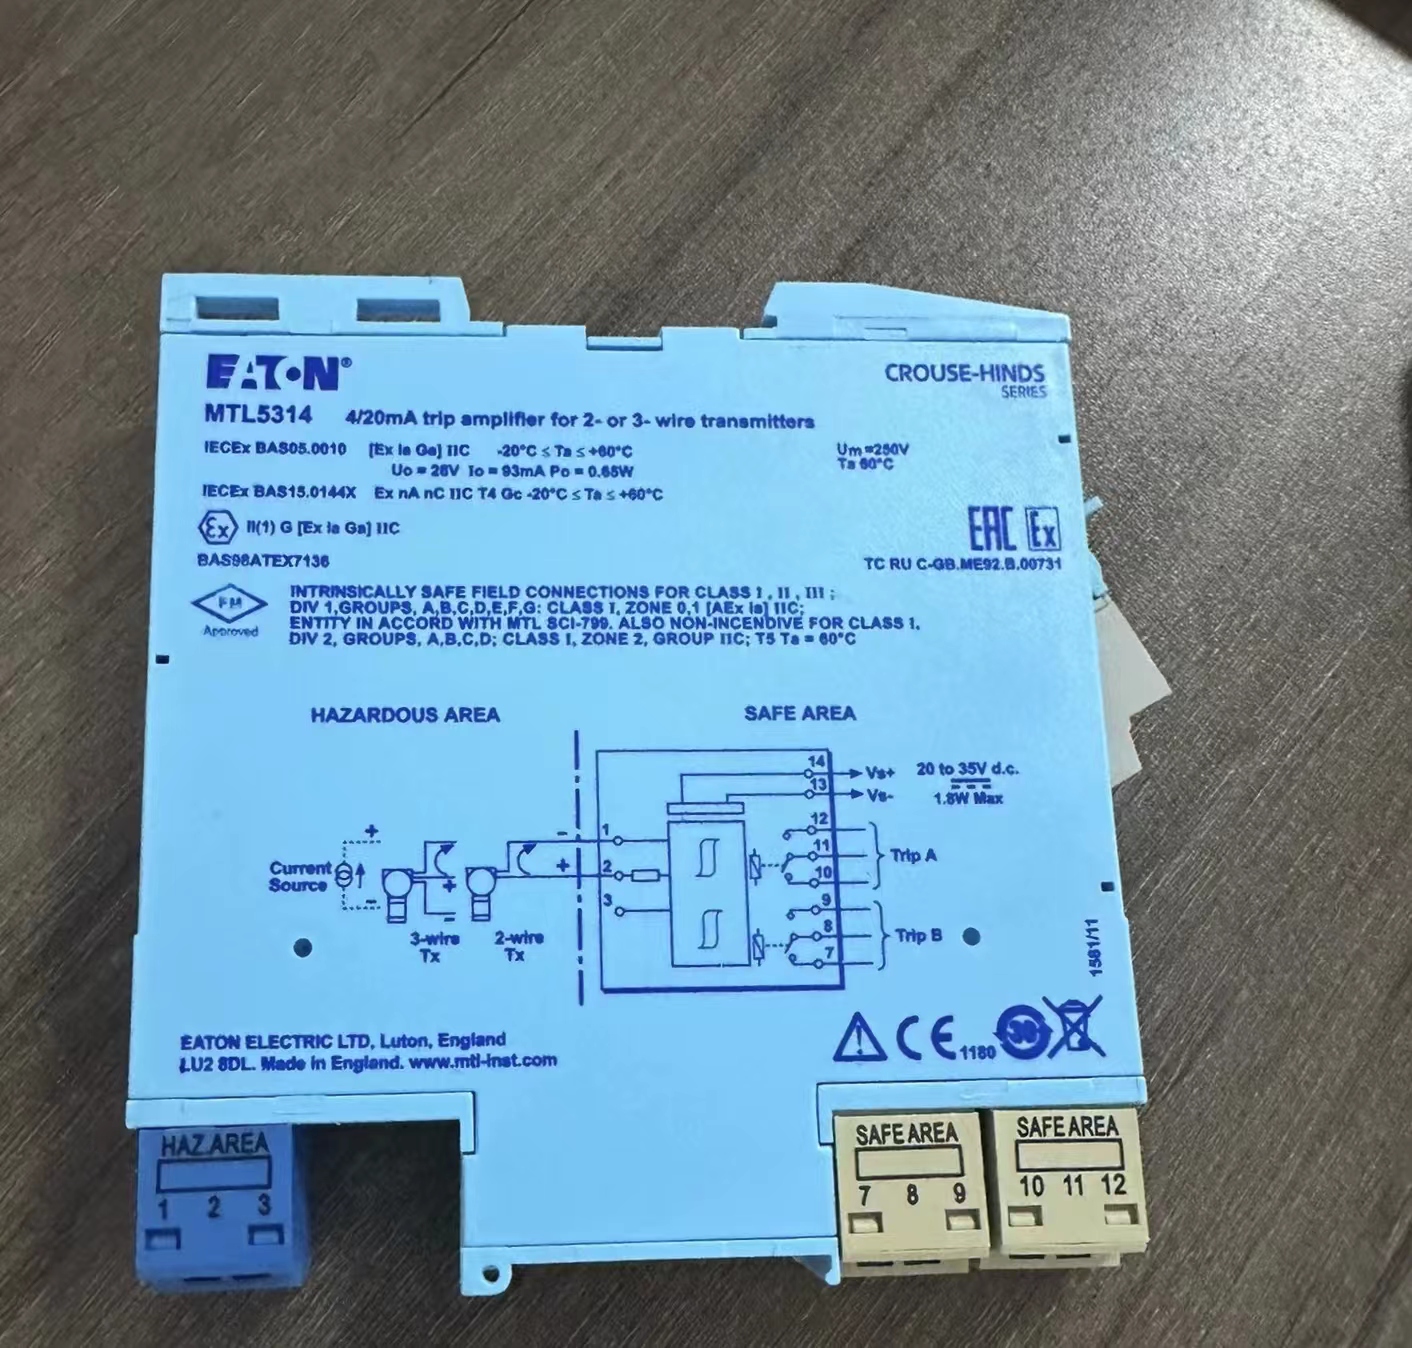 EATON®
CROUSE-HINDS
SERIES
MTL5314 4/20mA trip amplifier for 2- or 3- wire transmitters
IECEx BAS05.0010 [Ex ia Ga] IIC -20°C ≤ Ta ≤ +60°C
Uo = 28V Io = 93mA Po = 0.65W
Um =250V
Ta 60°C
IECEx BAS15.0144X Ex nA nC IIC T4 Gc -20°C ≤ Ta ≤ +60°C
Ex II(1) G [Ex ia Ga] IIC
BAS98ATEX7136
EAC Ex
TC RU C-GB.ME92.B.00731
FM
Approved
INTRINSICALLY SAFE FIELD CONNECTIONS FOR CLASS I , II , III ;
DIV 1,GROUPS, A,B,C,D,E,F,G: CLASS I, ZONE 0,1 [AEx ia] IIC;
ENTITY IN ACCORD WITH MTL SCI-799. ALSO NON-INCENDIVE FOR CLASS 1,
DIV 2, GROUPS, A,B,C,D; CLASS I, ZONE 2, GROUP IIC; T5 Ta = 60°C
HAZARDOUS AREA
SAFE AREA
14 Vs+ 20 to 35V d.c.
13 Vs- 1.8W Max
12
11 Trip A
10
9
8 Trip B
7
1
2
3
+
-
Current
Source
+
-
-
+
3-wire
Tx
2-wire
Tx
1581/11
EATON ELECTRIC LTD, Luton, England
LU2 8DL. Made in England. www.mtl-inst.com
CE 1180 30
HAZ.AREA
1 2 3
SAFE AREA
7 8 9
SAFE AREA
10 11 12